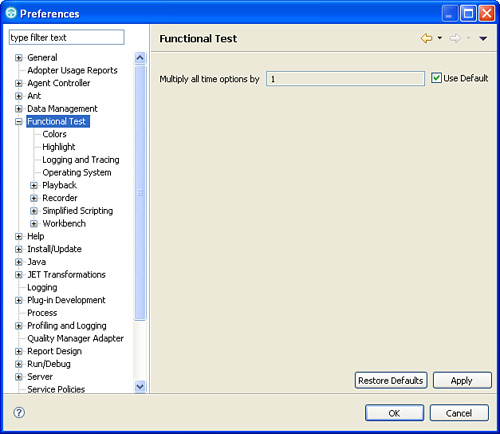 Preferences
type filter text
General
Adopter Usage Reports
Agent Controller
Ant
Data Management
Functional Test
Colors
Highlight
Logging and Tracing
Operating System
Playback
Recorder
Simplified Scripting
Workbench
Help
Install/Update
Java
JET Transformations
Logging
Plug-in Development
Process
Profiling and Logging
Quality Manager Adapter
Report Design
Run/Debug
Server
Service Policies
Functional Test
Multiply all time options by 1 Use Default
Restore Defaults Apply
? OK Cancel